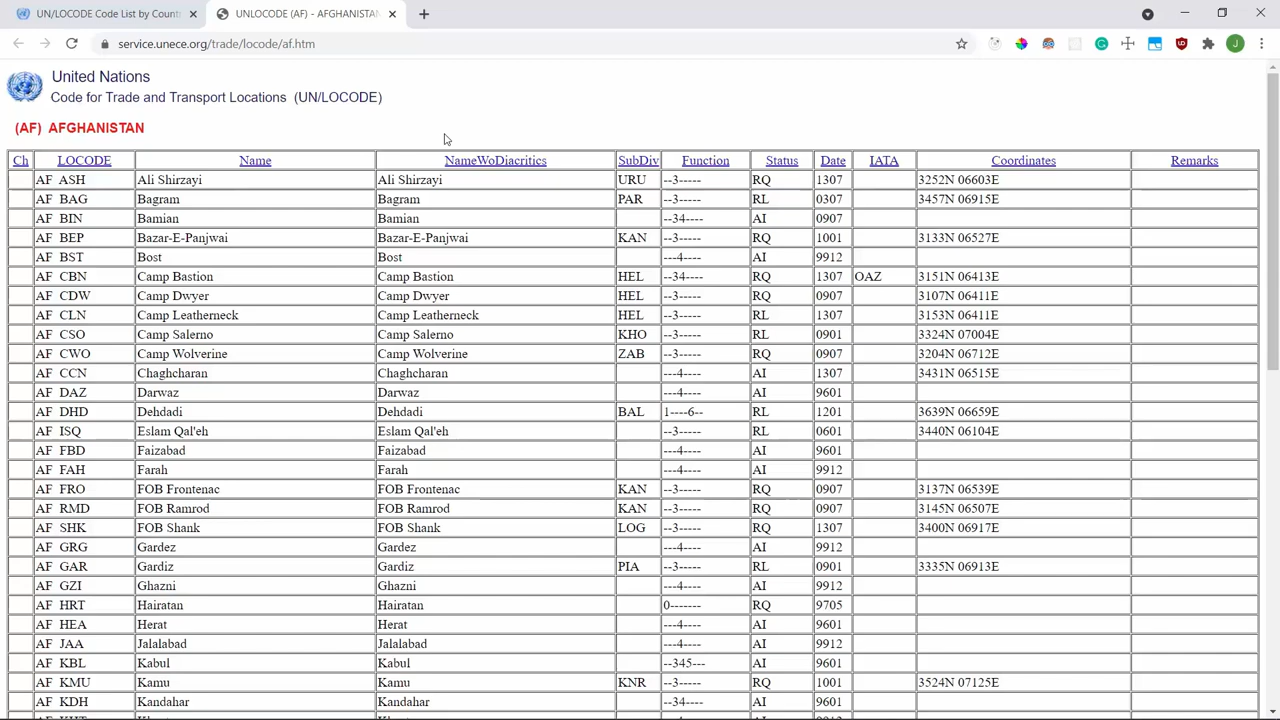 UN/LOCODE Code List by Countr
UNLOCODE (AF) - AFGHANISTAN
service.unece.org/trade/locode/af.htm
J
United Nations
Code for Trade and Transport Locations (UN/LOCODE)
(AF) AFGHANISTAN
Ch LOCODE Name NameWoDiacritics SubDiv Function Status Date IATA Coordinates Remarks
AF ASH Ali Shirzayi Ali Shirzayi URU --3----- RQ 1307 3252N 06603E
AF BAG Bagram Bagram PAR --3----- RL 0307 3457N 06915E
AF BIN Bamian Bamian --34---- AI 0907
AF BEP Bazar-E-Panjwai Bazar-E-Panjwai KAN --3----- RQ 1001 3133N 06527E
AF BST Bost Bost ---4---- AI 9912
AF CBN Camp Bastion Camp Bastion HEL --34---- RQ 1307 OAZ 3151N 06413E
AF CDW Camp Dwyer Camp Dwyer HEL --3----- RQ 0907 3107N 06411E
AF CLN Camp Leatherneck Camp Leatherneck HEL --3----- RL 1307 3153N 06411E
AF CSO Camp Salerno Camp Salerno KHO --3----- RL 0901 3324N 07004E
AF CWO Camp Wolverine Camp Wolverine ZAB --3----- RQ 0907 3204N 06712E
AF CCN Chaghcharan Chaghcharan ---4---- AI 1307 3431N 06515E
AF DAZ Darwaz Darwaz ---4---- AI 9601
AF DHD Dehdadi Dehdadi BAL 1----6-- RL 1201 3639N 06659E
AF ISQ Eslam Qal'eh Eslam Qal'eh --3----- RL 0601 3440N 06104E
AF FBD Faizabad Faizabad ---4---- AI 9601
AF FAH Farah Farah ---4---- AI 9912
AF FRO FOB Frontenac FOB Frontenac KAN --3----- RQ 0907 3137N 06539E
AF RMD FOB Ramrod FOB Ramrod KAN --3----- RQ 0907 3145N 06507E
AF SHK FOB Shank FOB Shank LOG --3----- RQ 1307 3400N 06917E
AF GRG Gardez Gardez ---4---- AI 9912
AF GAR Gardiz Gardiz PIA --3----- RL 0901 3335N 06913E
AF GZI Ghazni Ghazni ---4---- AI 9912
AF HRT Hairatan Hairatan 0------- RQ 9705
AF HEA Herat Herat ---4---- AI 9601
AF JAA Jalalabad Jalalabad ---4---- AI 9912
AF KBL Kabul Kabul --345--- AI 9601
AF KMU Kamu Kamu KNR --3----- RQ 1001 3524N 07125E
AF KDH Kandahar Kandahar --34---- AI 9601